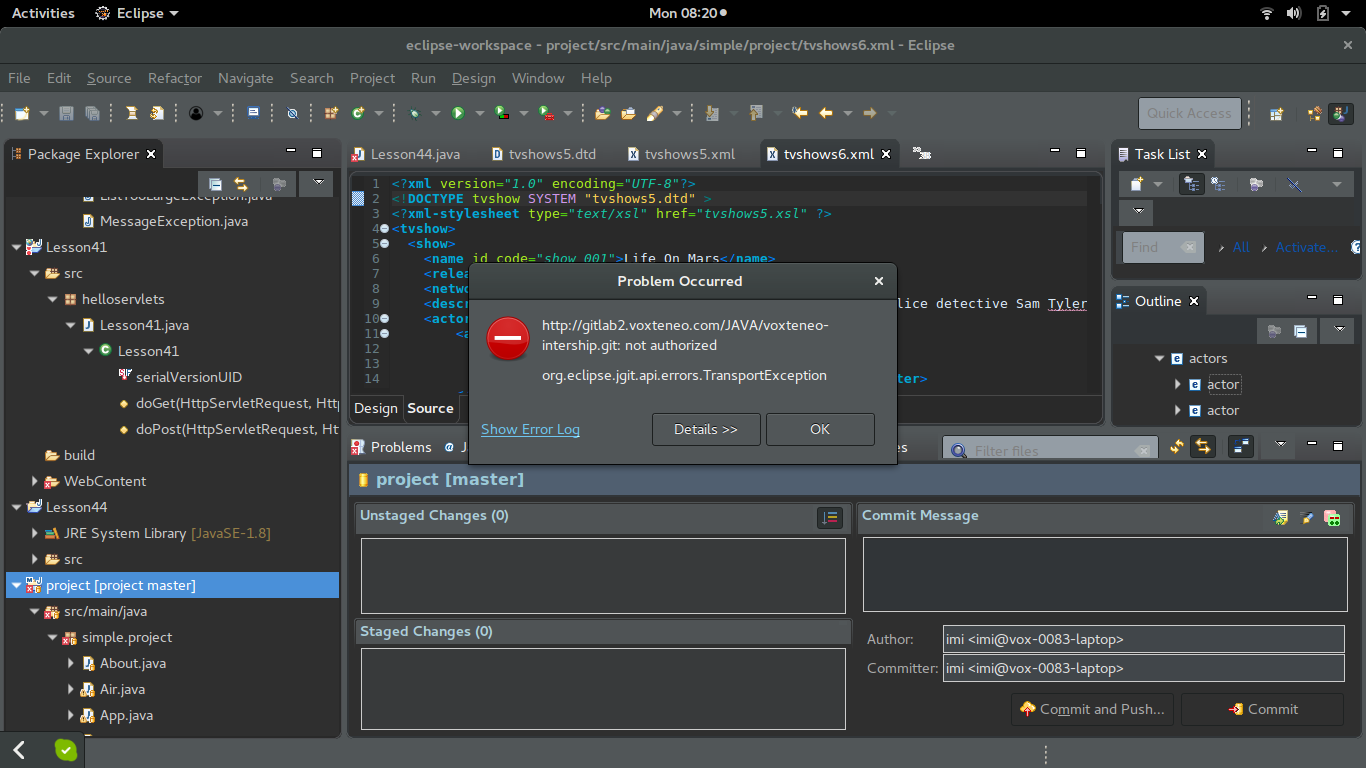 Activities Eclipse Mon 08:20
eclipse-workspace - project/src/main/java/simple/project/tvshows6.xml - Eclipse
File Edit Source Refactor Navigate Search Project Run Design Window Help
Quick Access
Package Explorer
ListTooLargeException.java
MessageException.java
Lesson41
src
helloservlets
Lesson41.java
Lesson41
serialVersionUID
doGet(HttpServletRequest, Htt
doPost(HttpServletRequest, Ht
build
WebContent
Lesson44
JRE System Library [JavaSE-1.8]
src
project [project master]
src/main/java
simple.project
About.java
Air.java
App.java
Lesson44.java tvshows5.dtd tvshows5.xml tvshows6.xml
1 <?xml version="1.0" encoding="UTF-8"?>
2 <!DOCTYPE tvshow SYSTEM "tvshows5.dtd" >
3 <?xml-stylesheet type="text/xsl" href="tvshows5.xsl" ?>
4 <tvshow>
5 <show>
6 <name id_code="show_001">Life On Mars</name>
7 <relea
8 <netwo
9 <descr lice detective Sam Tyler
10 <actor
11 <a
12
13
14 ter>
Design Source
Problem Occurred
http://gitlab2.voxteneo.com/JAVA/voxteneo-
intership.git: not authorized
org.eclipse.jgit.api.errors.TransportException
Show Error Log Details >> OK
Task List
Find All Activate...
Outline
actors
actor
actor
Problems @ J es Filter files
project [master]
Unstaged Changes (0)
Staged Changes (0)
Commit Message
Author: imi <imi@vox-0083-laptop>
Committer: imi <imi@vox-0083-laptop>
Commit and Push... Commit